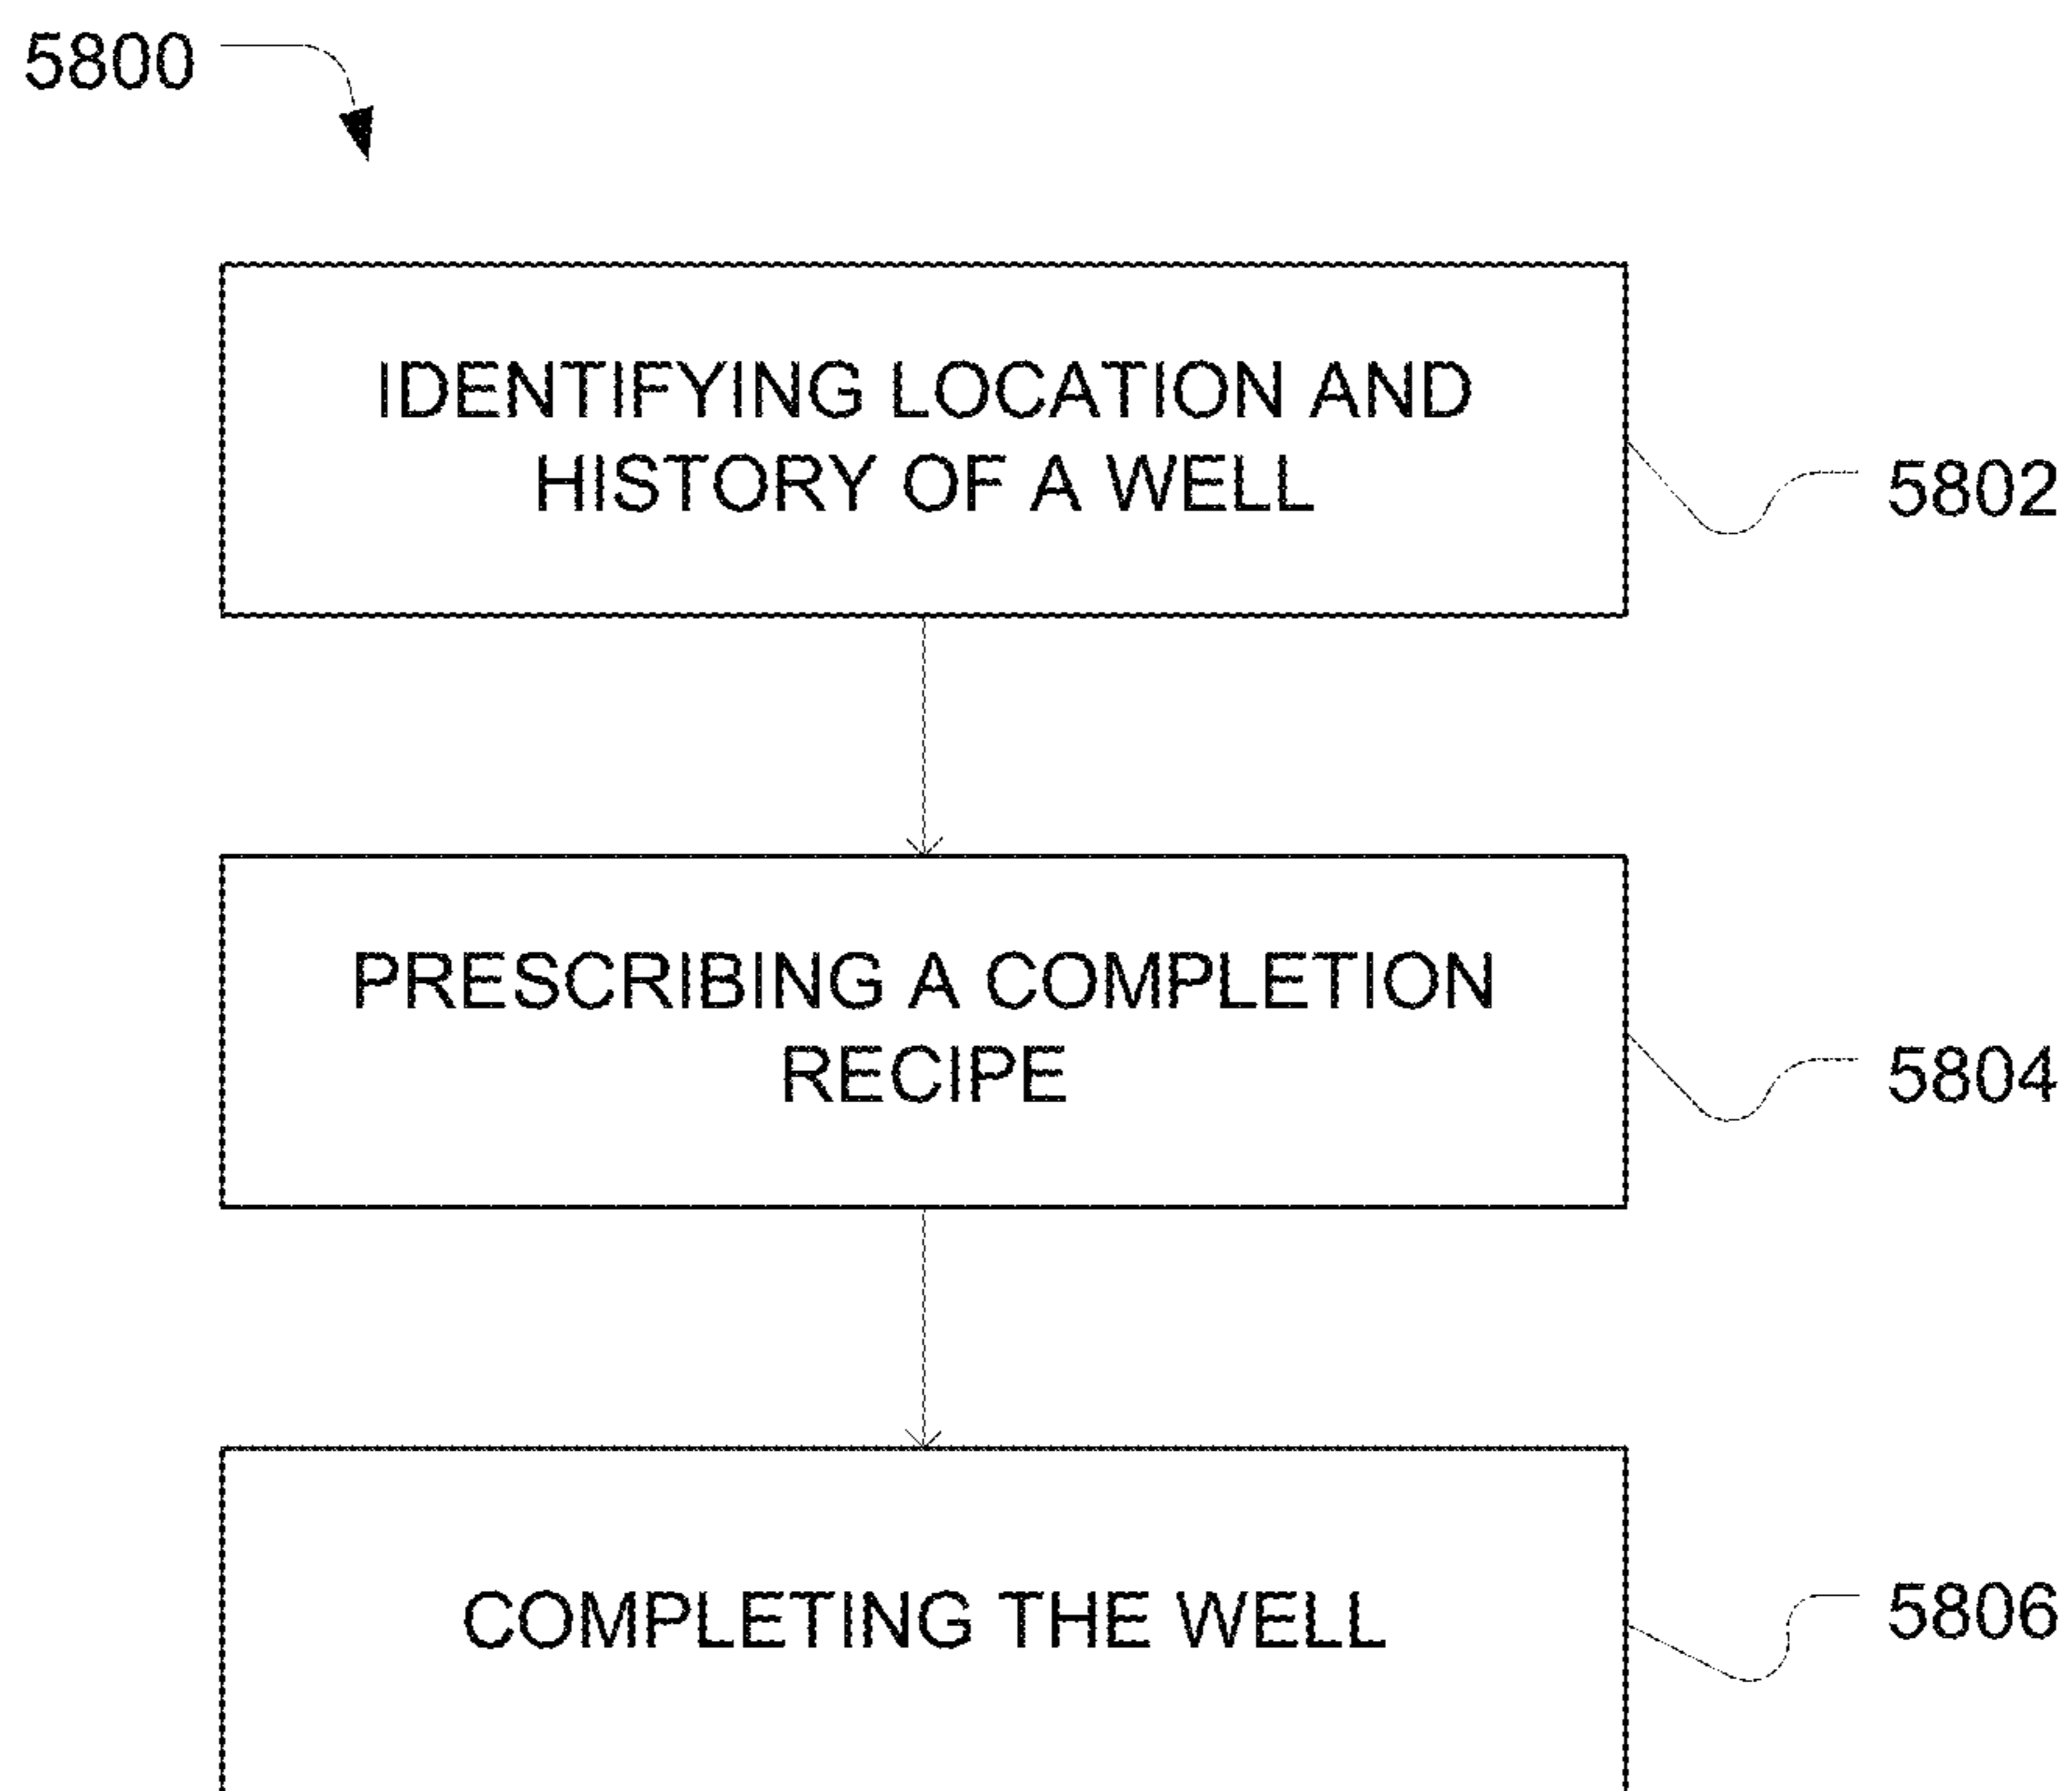 5800
IDENTIFYING LOCATION AND
HISTORY OF A WELL
5802
PRESCRIBING A COMPLETION
RECIPE
5804
COMPLETING THE WELL
5806